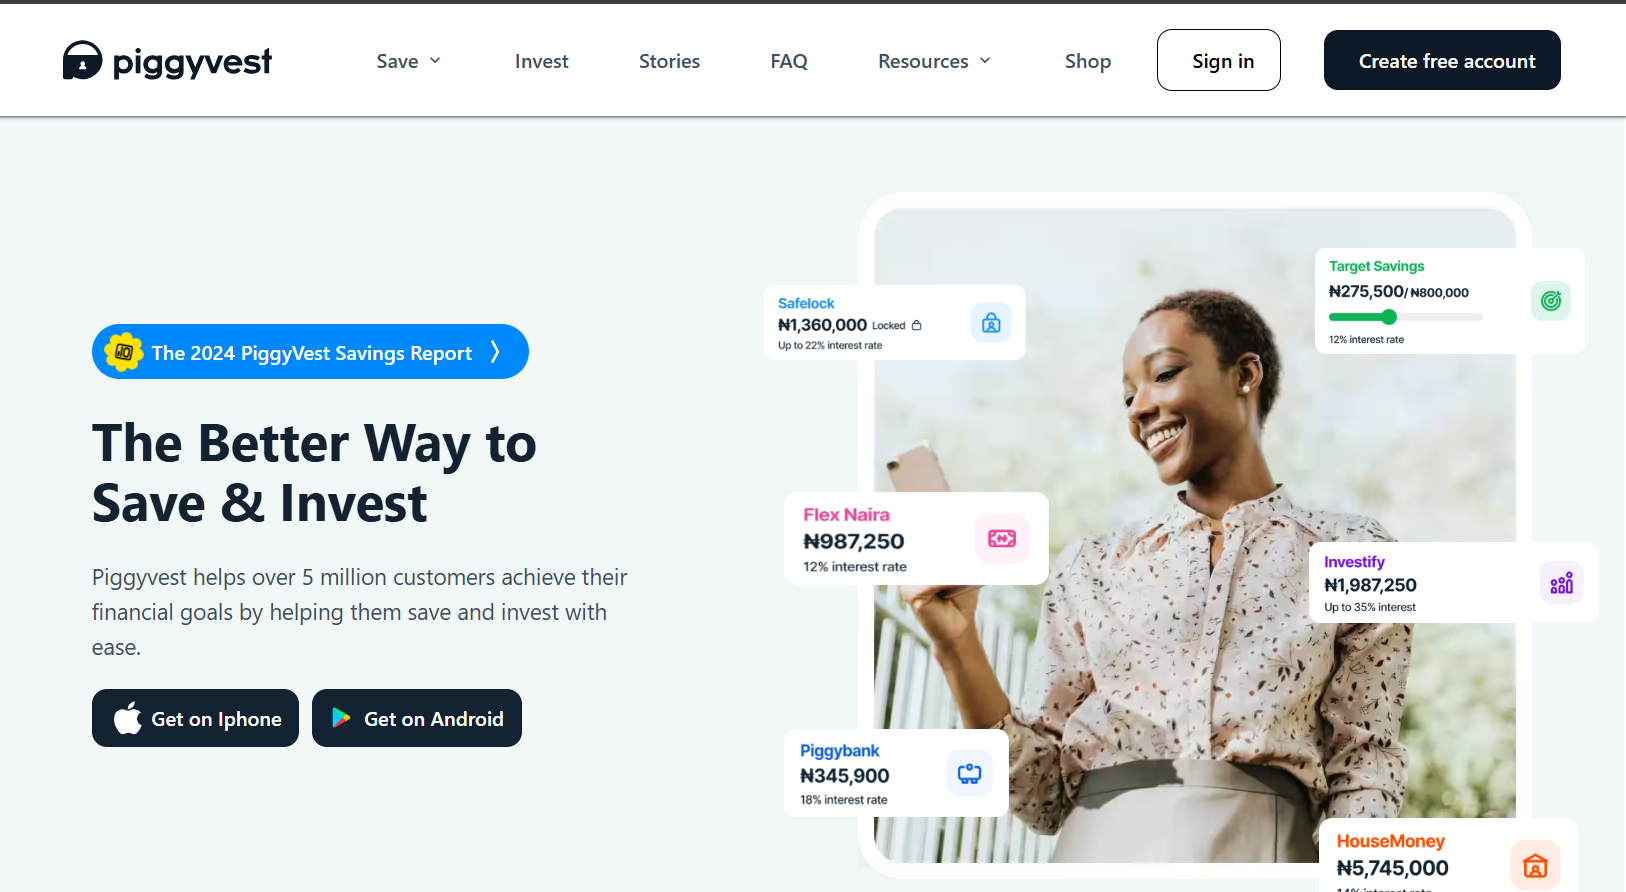 piggyvest
Save
Invest
Stories
FAQ
Resources
Shop
Sign in
Create free account
The 2024 PiggyVest Savings Report
The Better Way to
Save & Invest
Piggyvest helps over 5 million customers achieve their
financial goals by helping them save and invest with
ease.
Get on Iphone
Get on Android
Safelock
₦1,360,000 Locked
Up to 22% interest rate
Target Savings
₦275,500/ ₦800,000
12% interest rate
Flex Naira
₦987,250
12% interest rate
Investify
₦1,987,250
Up to 35% interest
Piggybank
₦345,900
18% interest rate
HouseMoney
₦5,745,000
14% interest rate